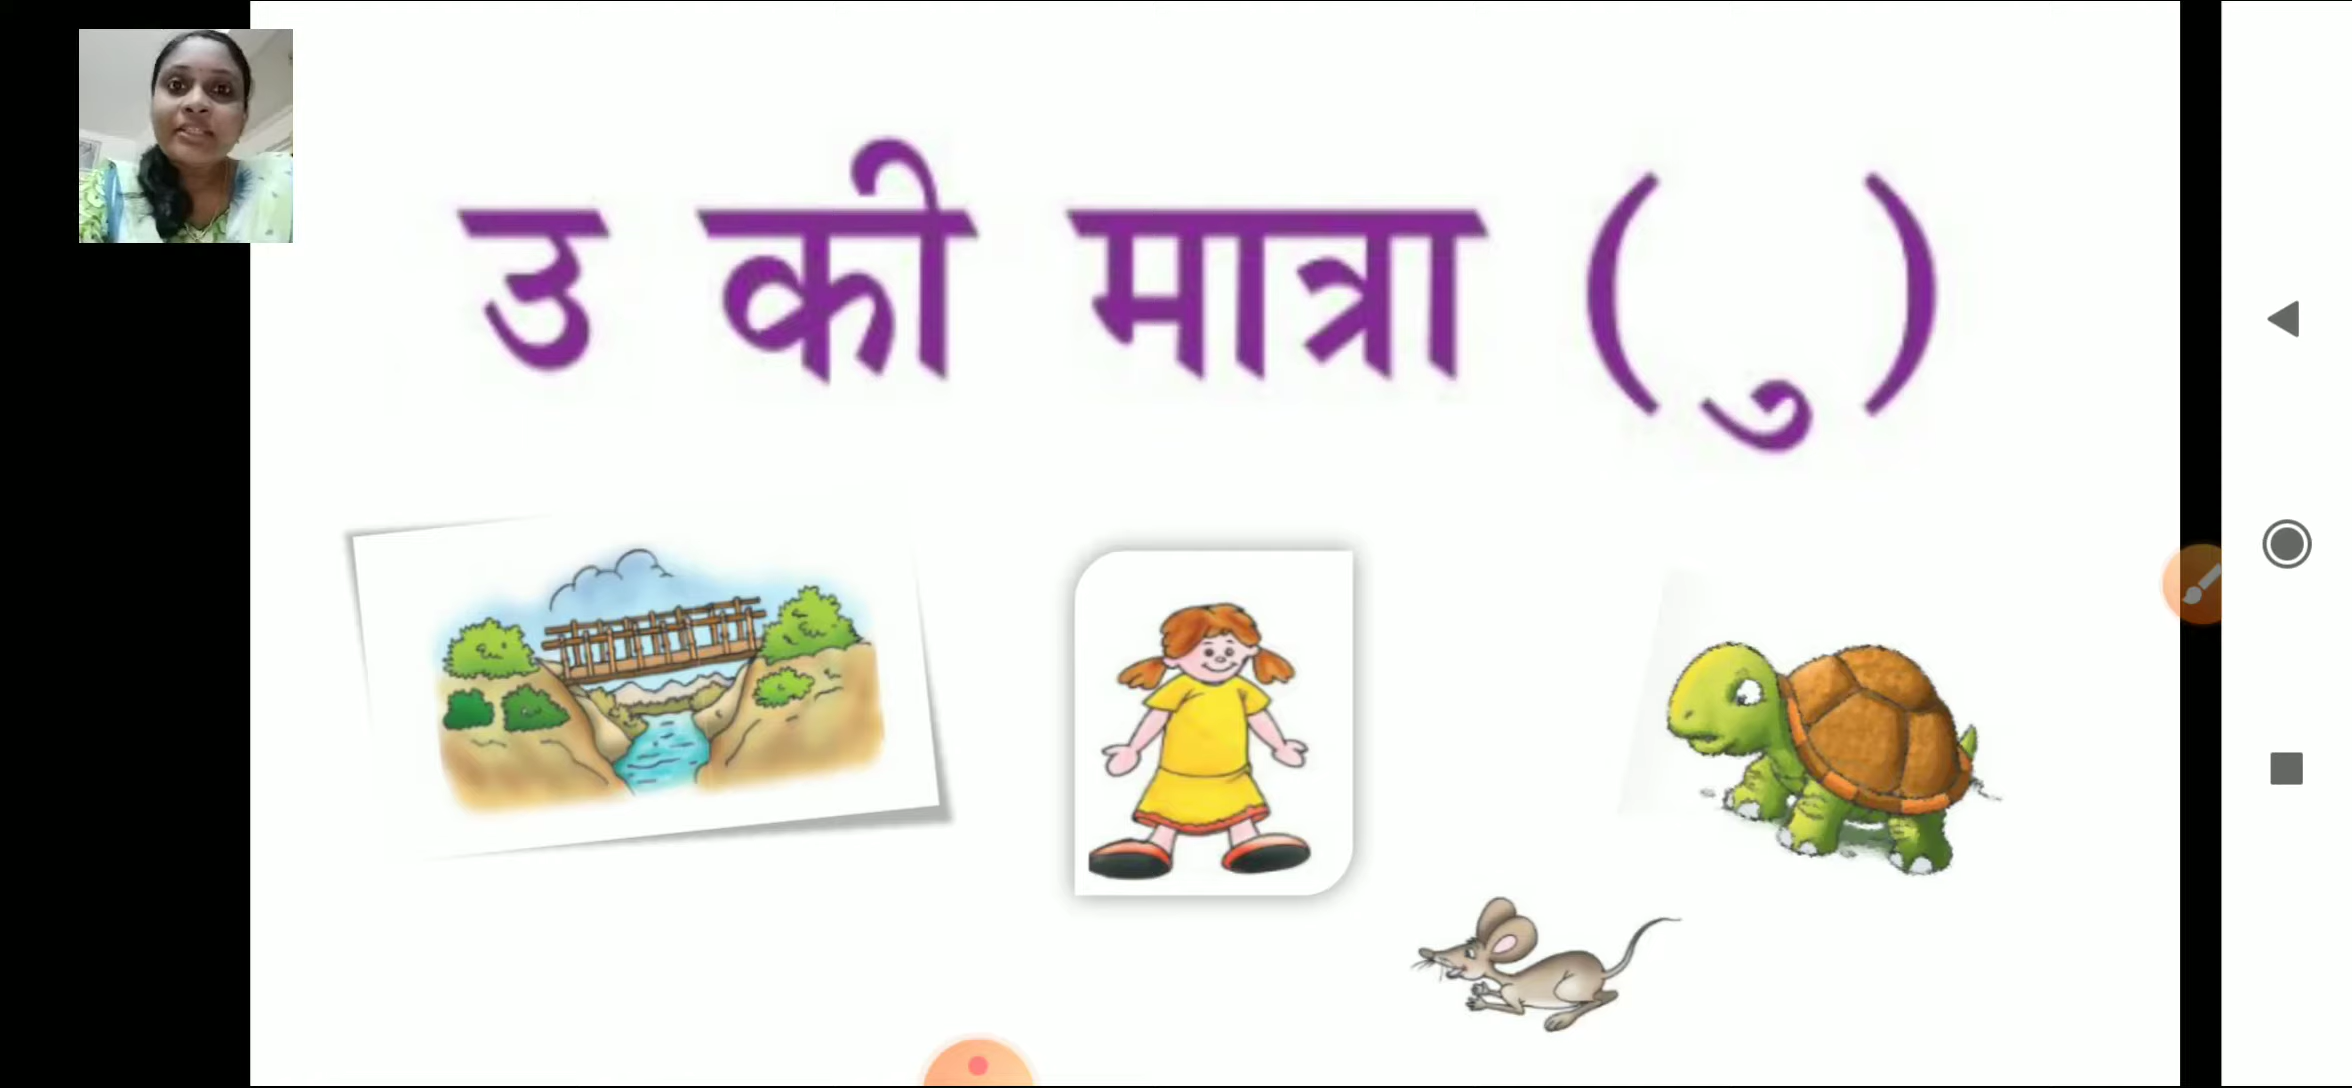 उ की मात्रा ( ु )